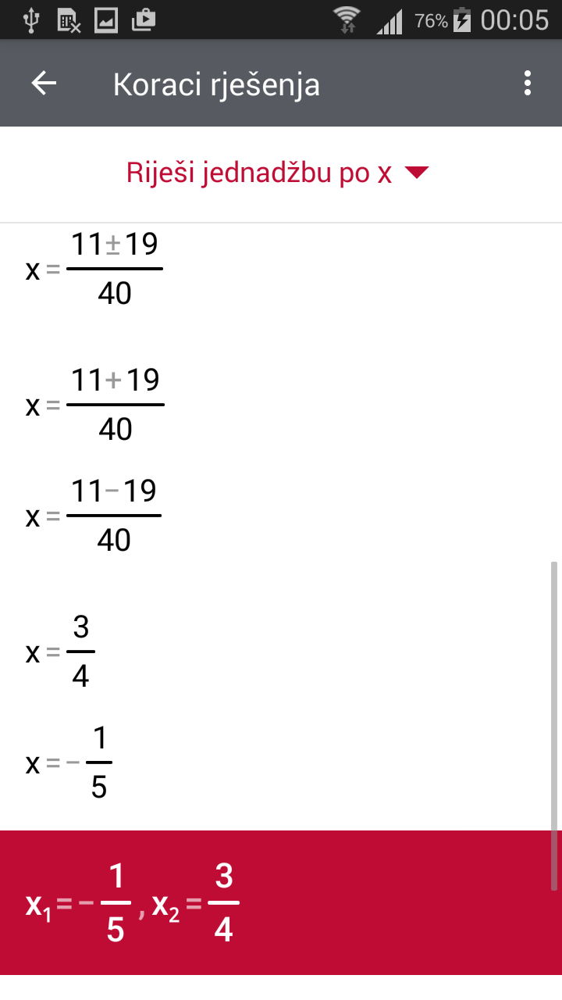 76% 00:05
Koraci rješenja
Riješi jednadžbu po x
x = 11 ± 19 / 40
x = 11 + 19 / 40
x = 11 − 19 / 40
x = 3 / 4
x = − 1 / 5
x₁ = − 1 / 5 , x₂ = 3 / 4